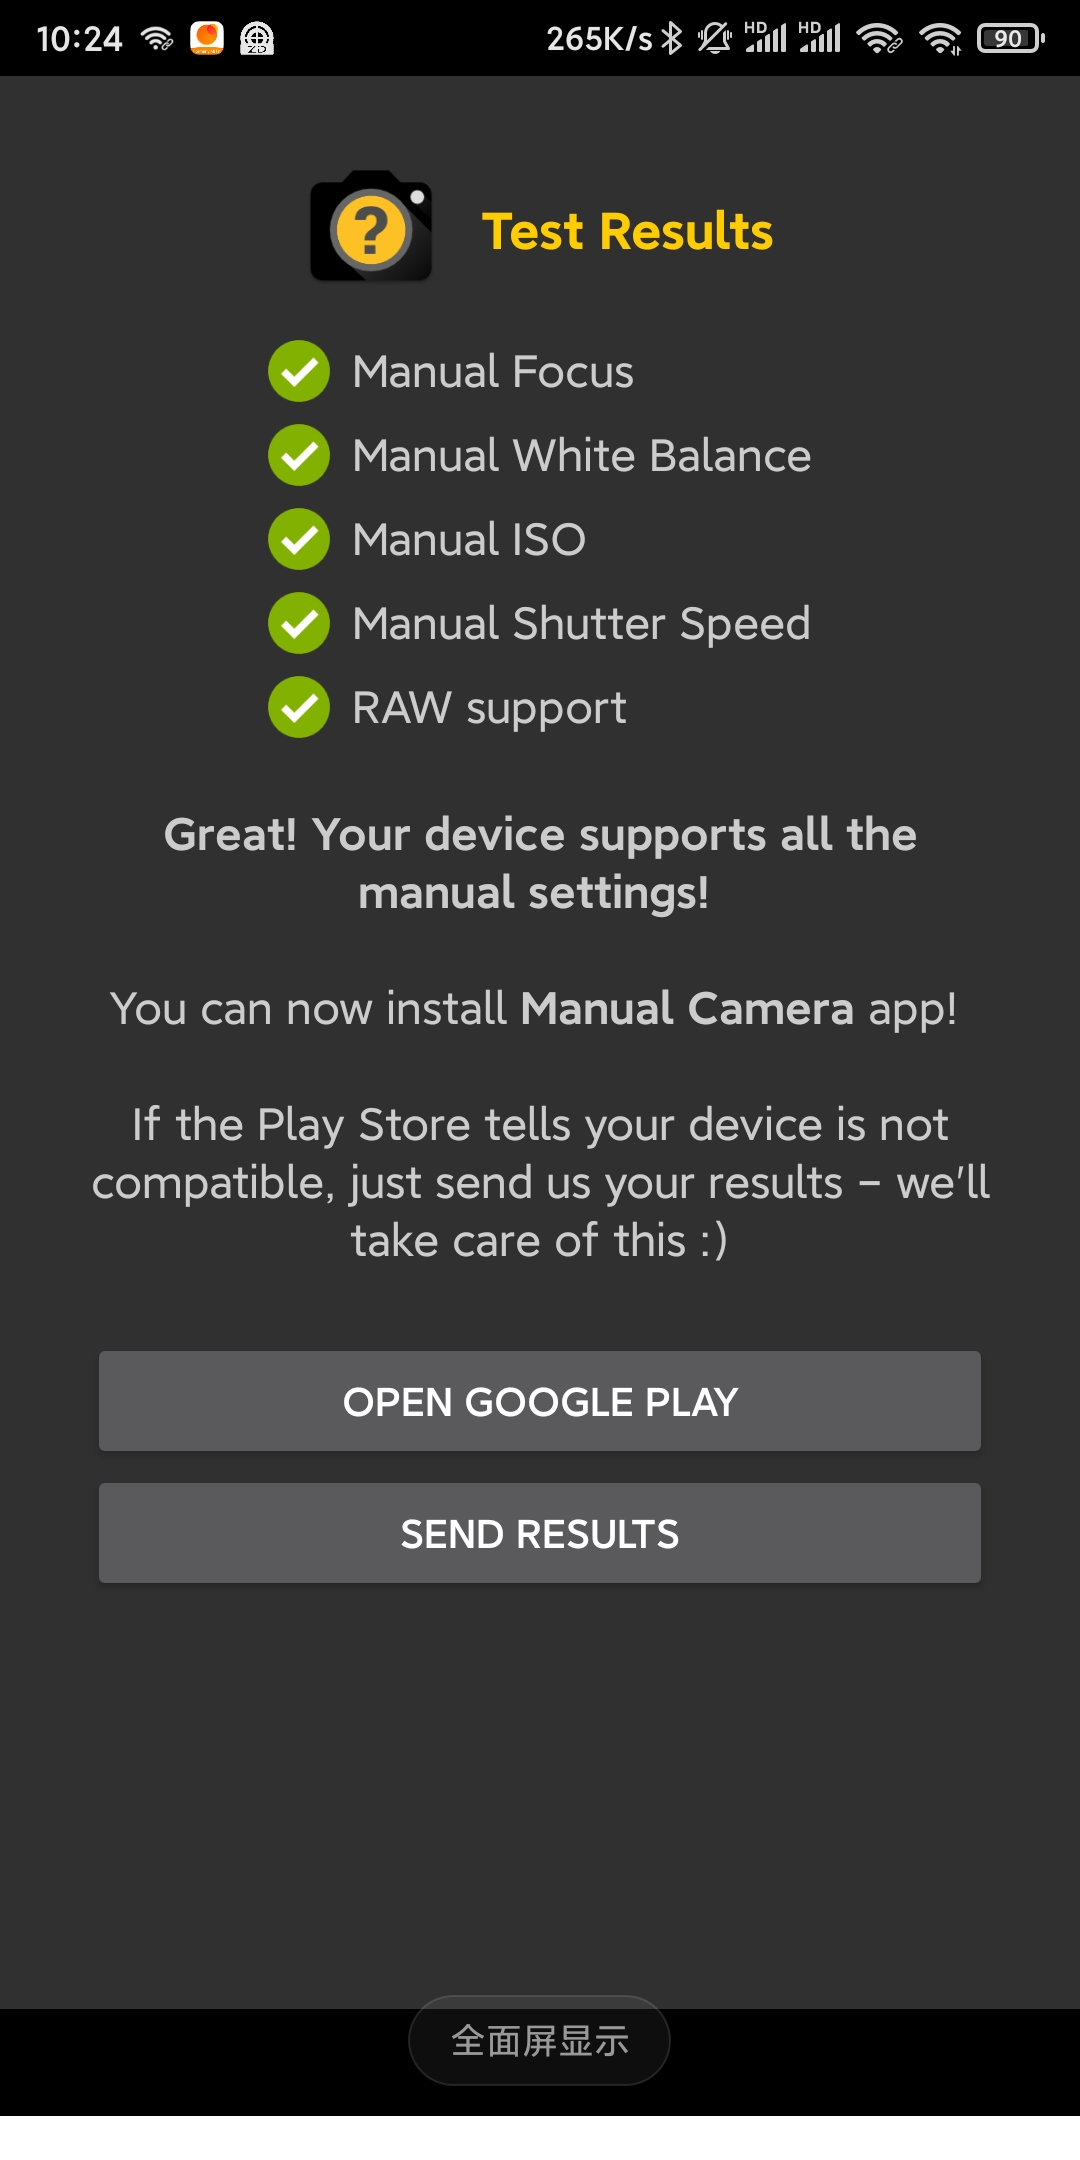 10:24
265K/s
HD
HD
90
?
Test Results
Manual Focus
Manual White Balance
Manual ISO
Manual Shutter Speed
RAW support
Great! Your device supports all the
manual settings!
You can now install Manual Camera app!
If the Play Store tells your device is not
compatible, just send us your results – we'll
take care of this :)
OPEN GOOGLE PLAY
SEND RESULTS
全面屏显示